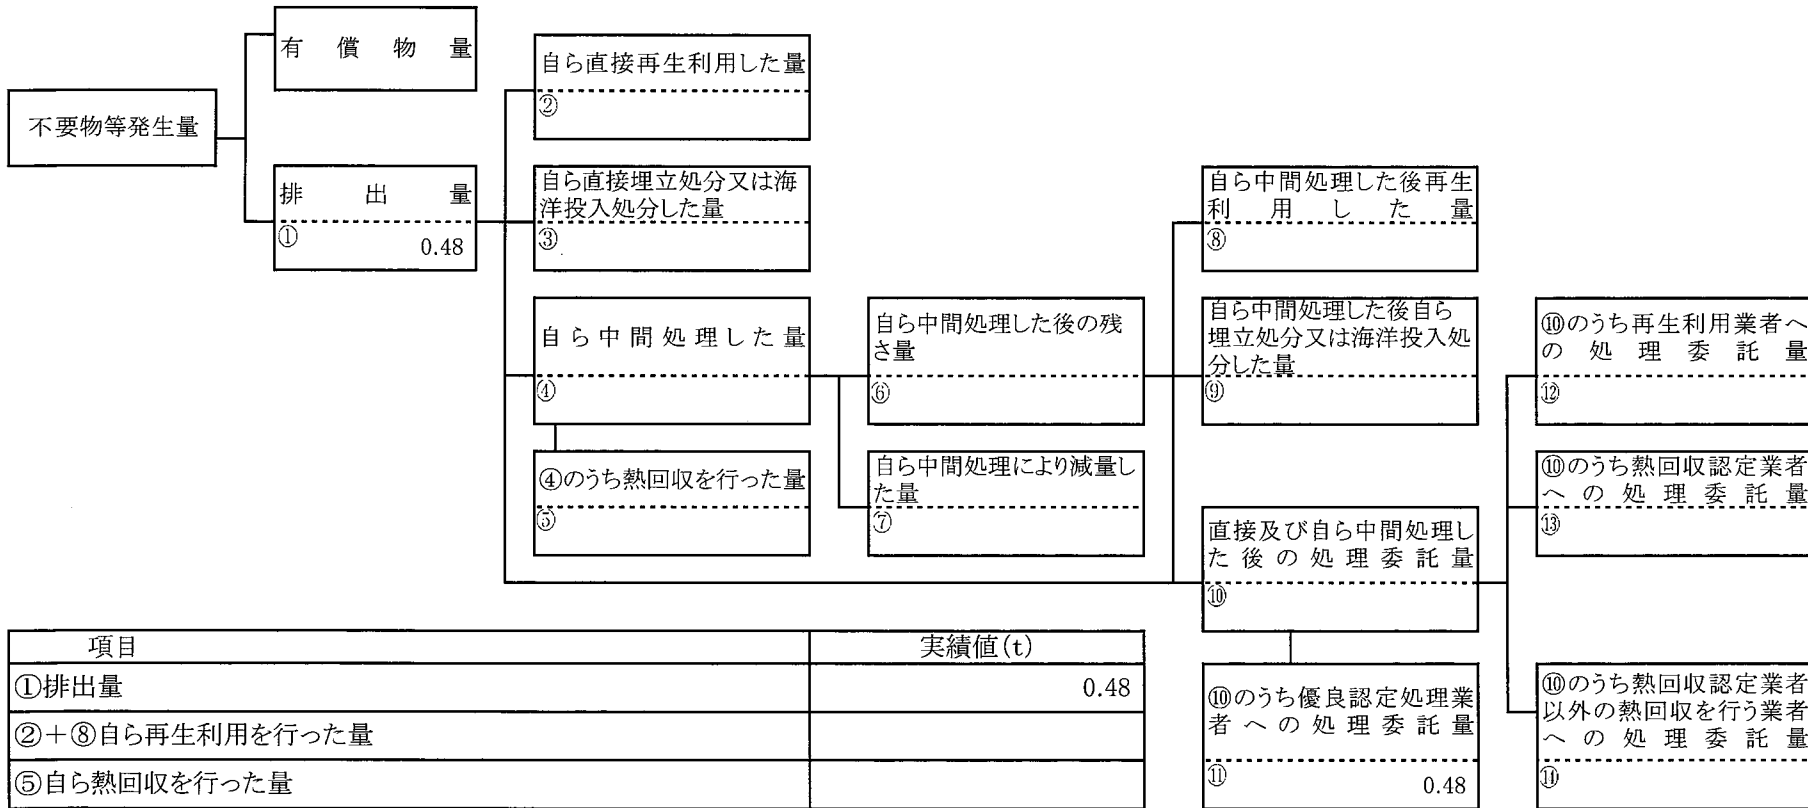 有償物量
不要物等発生量
排出量
① 0.48
自ら直接再生利用した量
②
自ら直接埋立処分又は海
洋投入処分した量
③
自ら中間処理した量
④
④のうち熱回収を行った量
⑤
自ら中間処理した後の残
さ量
⑥
自ら中間処理により減量し
た量
⑦
自ら中間処理した後再生
利用した量
⑧
自ら中間処理した後自ら
埋立処分又は海洋投入処
分した量
⑨
直接及び自ら中間処理し
た後の処理委託量
⑩
⑩のうち優良認定処理業
者への処理委託量
⑪ 0.48
⑩のうち再生利用業者へ
の処理委託量
⑫
⑩のうち熱回収認定業者
への処理委託量
⑬
⑩のうち熱回収認定業者
以外の熱回収を行う業者
への処理委託量
⑭
項目 実績値(t)
①排出量 0.48
②+⑧自ら再生利用を行った量
⑤自ら熱回収を行った量